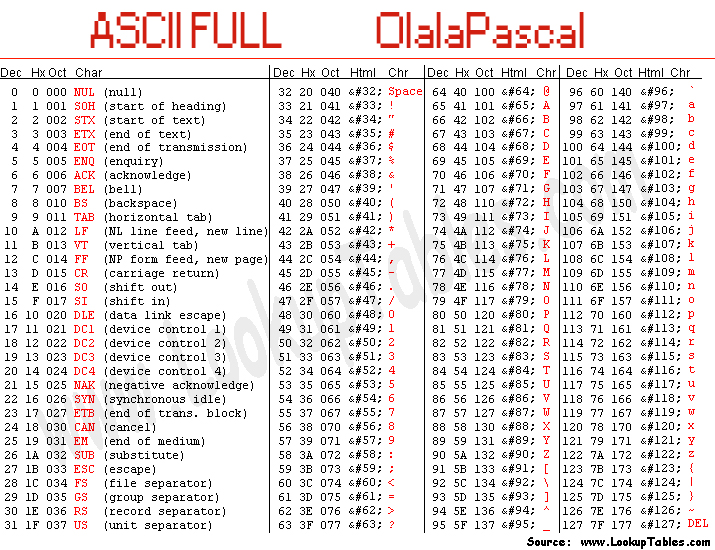 ASCII FULL OlalaPascal
Dec Hx Oct Char Dec Hx Oct Html Chr Dec Hx Oct Html Chr Dec Hx Oct Html Chr
0 0 000 NUL (null) 32 20 040 &#32; Space 64 40 100 &#64; @ 96 60 140 &#96; `
1 1 001 SOH (start of heading) 33 21 041 &#33; ! 65 41 101 &#65; A 97 61 141 &#97; a
2 2 002 STX (start of text) 34 22 042 &#34; " 66 42 102 &#66; B 98 62 142 &#98; b
3 3 003 ETX (end of text) 35 23 043 &#35; # 67 43 103 &#67; C 99 63 143 &#99; c
4 4 004 EOT (end of transmission) 36 24 044 &#36; $ 68 44 104 &#68; D 100 64 144 &#100; d
5 5 005 ENQ (enquiry) 37 25 045 &#37; % 69 45 105 &#69; E 101 65 145 &#101; e
6 6 006 ACK (acknowledge) 38 26 046 &#38; & 70 46 106 &#70; F 102 66 146 &#102; f
7 7 007 BEL (bell) 39 27 047 &#39; ' 71 47 107 &#71; G 103 67 147 &#103; g
8 8 010 BS (backspace) 40 28 050 &#40; ( 72 48 110 &#72; H 104 68 150 &#104; h
9 9 011 TAB (horizontal tab) 41 29 051 &#41; ) 73 49 111 &#73; I 105 69 151 &#105; i
10 A 012 LF (NL line feed, new line) 42 2A 052 &#42; * 74 4A 112 &#74; J 106 6A 152 &#106; j
11 B 013 VT (vertical tab) 43 2B 053 &#43; + 75 4B 113 &#75; K 107 6B 153 &#107; k
12 C 014 FF (NP form feed, new page) 44 2C 054 &#44; , 76 4C 114 &#76; L 108 6C 154 &#108; l
13 D 015 CR (carriage return) 45 2D 055 &#45; - 77 4D 115 &#77; M 109 6D 155 &#109; m
14 E 016 SO (shift out) 46 2E 056 &#46; . 78 4E 116 &#78; N 110 6E 156 &#110; n
15 F 017 SI (shift in) 47 2F 057 &#47; / 79 4F 117 &#79; O 111 6F 157 &#111; o
16 10 020 DLE (data link escape) 48 30 060 &#48; 0 80 50 120 &#80; P 112 70 160 &#112; p
17 11 021 DC1 (device control 1) 49 31 061 &#49; 1 81 51 121 &#81; Q 113 71 161 &#113; q
18 12 022 DC2 (device control 2) 50 32 062 &#50; 2 82 52 122 &#82; R 114 72 162 &#114; r
19 13 023 DC3 (device control 3) 51 33 063 &#51; 3 83 53 123 &#83; S 115 73 163 &#115; s
20 14 024 DC4 (device control 4) 52 34 064 &#52; 4 84 54 124 &#84; T 116 74 164 &#116; t
21 15 025 NAK (negative acknowledge) 53 35 065 &#53; 5 85 55 125 &#85; U 117 75 165 &#117; u
22 16 026 SYN (synchronous idle) 54 36 066 &#54; 6 86 56 126 &#86; V 118 76 166 &#118; v
23 17 027 ETB (end of trans. block) 55 37 067 &#55; 7 87 57 127 &#87; W 119 77 167 &#119; w
24 18 030 CAN (cancel) 56 38 070 &#56; 8 88 58 130 &#88; X 120 78 170 &#120; x
25 19 031 EM (end of medium) 57 39 071 &#57; 9 89 59 131 &#89; Y 121 79 171 &#121; y
26 1A 032 SUB (substitute) 58 3A 072 &#58; : 90 5A 132 &#90; Z 122 7A 172 &#122; z
27 1B 033 ESC (escape) 59 3B 073 &#59; ; 91 5B 133 &#91; [ 123 7B 173 &#123; {
28 1C 034 FS (file separator) 60 3C 074 &#60; < 92 5C 134 &#92; \ 124 7C 174 &#124; |
29 1D 035 GS (group separator) 61 3D 075 &#61; = 93 5D 135 &#93; ] 125 7D 175 &#125; }
30 1E 036 RS (record separator) 62 3E 076 &#62; > 94 5E 136 &#94; ^ 126 7E 176 &#126; ~
31 1F 037 US (unit separator) 63 3F 077 &#63; ? 95 5F 137 &#95; _ 127 7F 177 &#127; DEL
Source: www.LookupTables.com
www.LookupTables.com